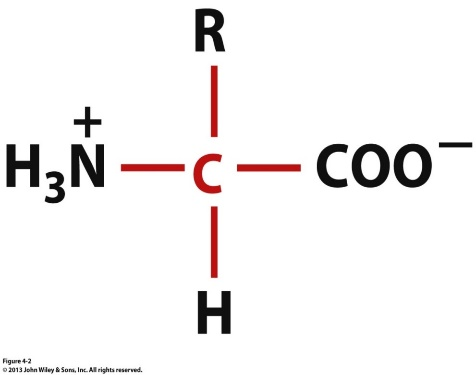 R
H₃N⁺ C COO⁻
H
Figure 4-2
© 2013 John Wiley & Sons, Inc. All rights reserved.